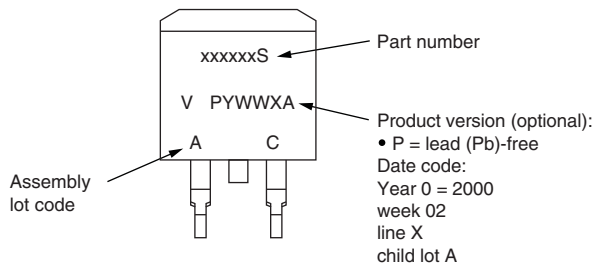 xxxxxxS
Part number
V PYWWXA
Product version (optional):
• P = lead (Pb)-free
Date code:
Year 0 = 2000
week 02
line X
child lot A
A C
Assembly
lot code